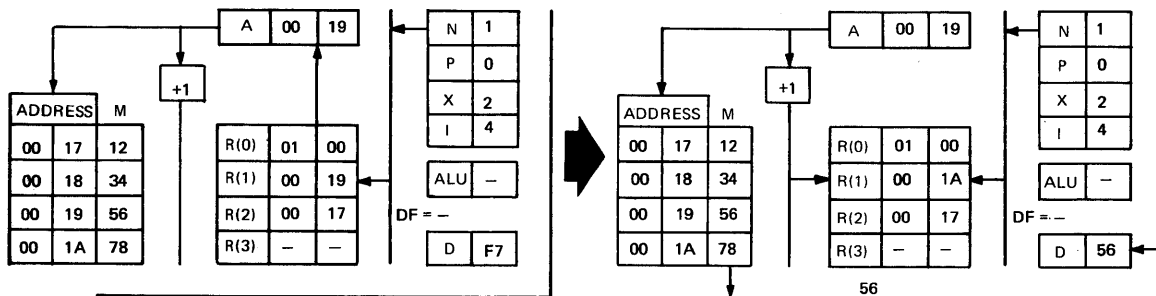 A 00 19
N 1
P 0
X 2
I 4
+1
ADDRESS M
00 17 12
00 18 34
00 19 56
00 1A 78
R(0) 01 00
R(1) 00 19
R(2) 00 17
R(3) – –
ALU –
DF = –
D F7
A 00 19
N 1
P 0
X 2
I 4
+1
ADDRESS M
00 17 12
00 18 34
00 19 56
00 1A 78
R(0) 01 00
R(1) 00 1A
R(2) 00 17
R(3) – –
ALU –
DF = –
D 56
56